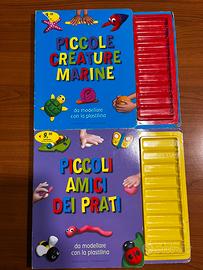 PICCOLE
CREATURE
MARINE
da modellare
con la plastilina
PICCOLI
AMICI
DEI PRATI
da modellare
con la plastilina